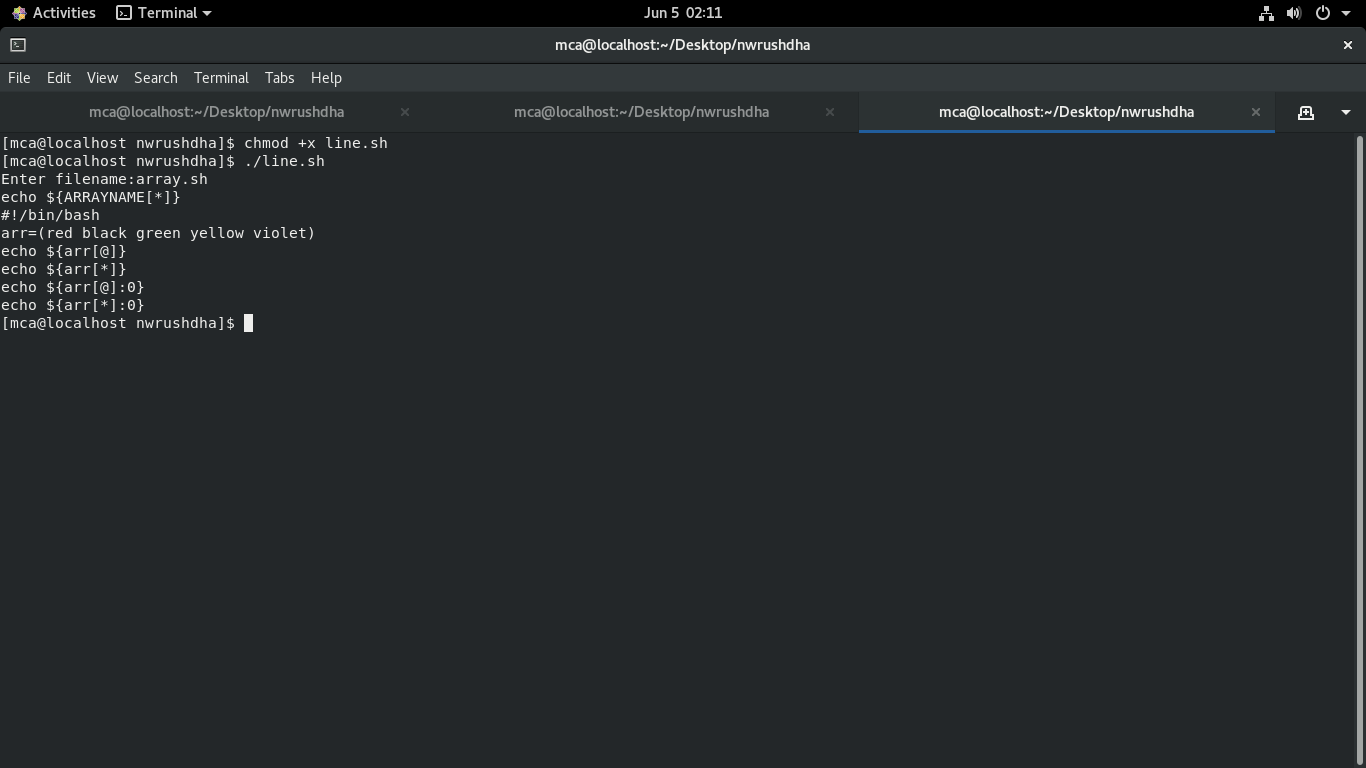 Activities Terminal Jun 5 02:11
mca@localhost:~/Desktop/nwrushdha
File Edit View Search Terminal Tabs Help
mca@localhost:~/Desktop/nwrushdha mca@localhost:~/Desktop/nwrushdha mca@localhost:~/Desktop/nwrushdha
[mca@localhost nwrushdha]$ chmod +x line.sh
[mca@localhost nwrushdha]$ ./line.sh
Enter filename:array.sh
echo ${ARRAYNAME[*]}
#!/bin/bash
arr=(red black green yellow violet)
echo ${arr[@]}
echo ${arr[*]}
echo ${arr[@]:0}
echo ${arr[*]:0}
[mca@localhost nwrushdha]$